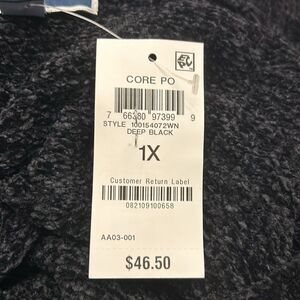 CORE PO
7 66380 97399 9
STYLE 100154072WN
DEEP BLACK
1X
Customer Return Label
082109100658
AA03-001
$46.50